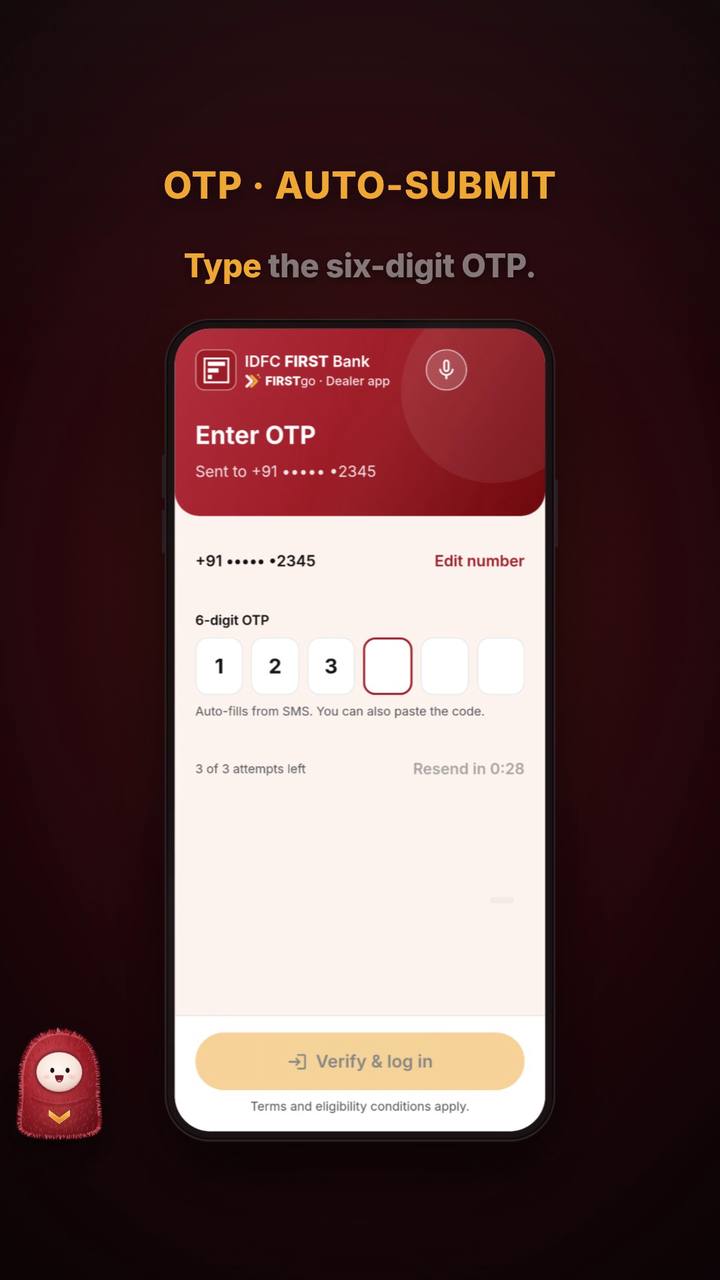 OTP · AUTO-SUBMIT
Type the six-digit OTP.
IDFC FIRST Bank
FIRSTgo · Dealer app
Enter OTP
Sent to +91 ••••• •2345
+91 ••••• •2345
Edit number
6-digit OTP
1 2 3
Auto-fills from SMS. You can also paste the code.
3 of 3 attempts left
Resend in 0:28
Verify & log in
Terms and eligibility conditions apply.